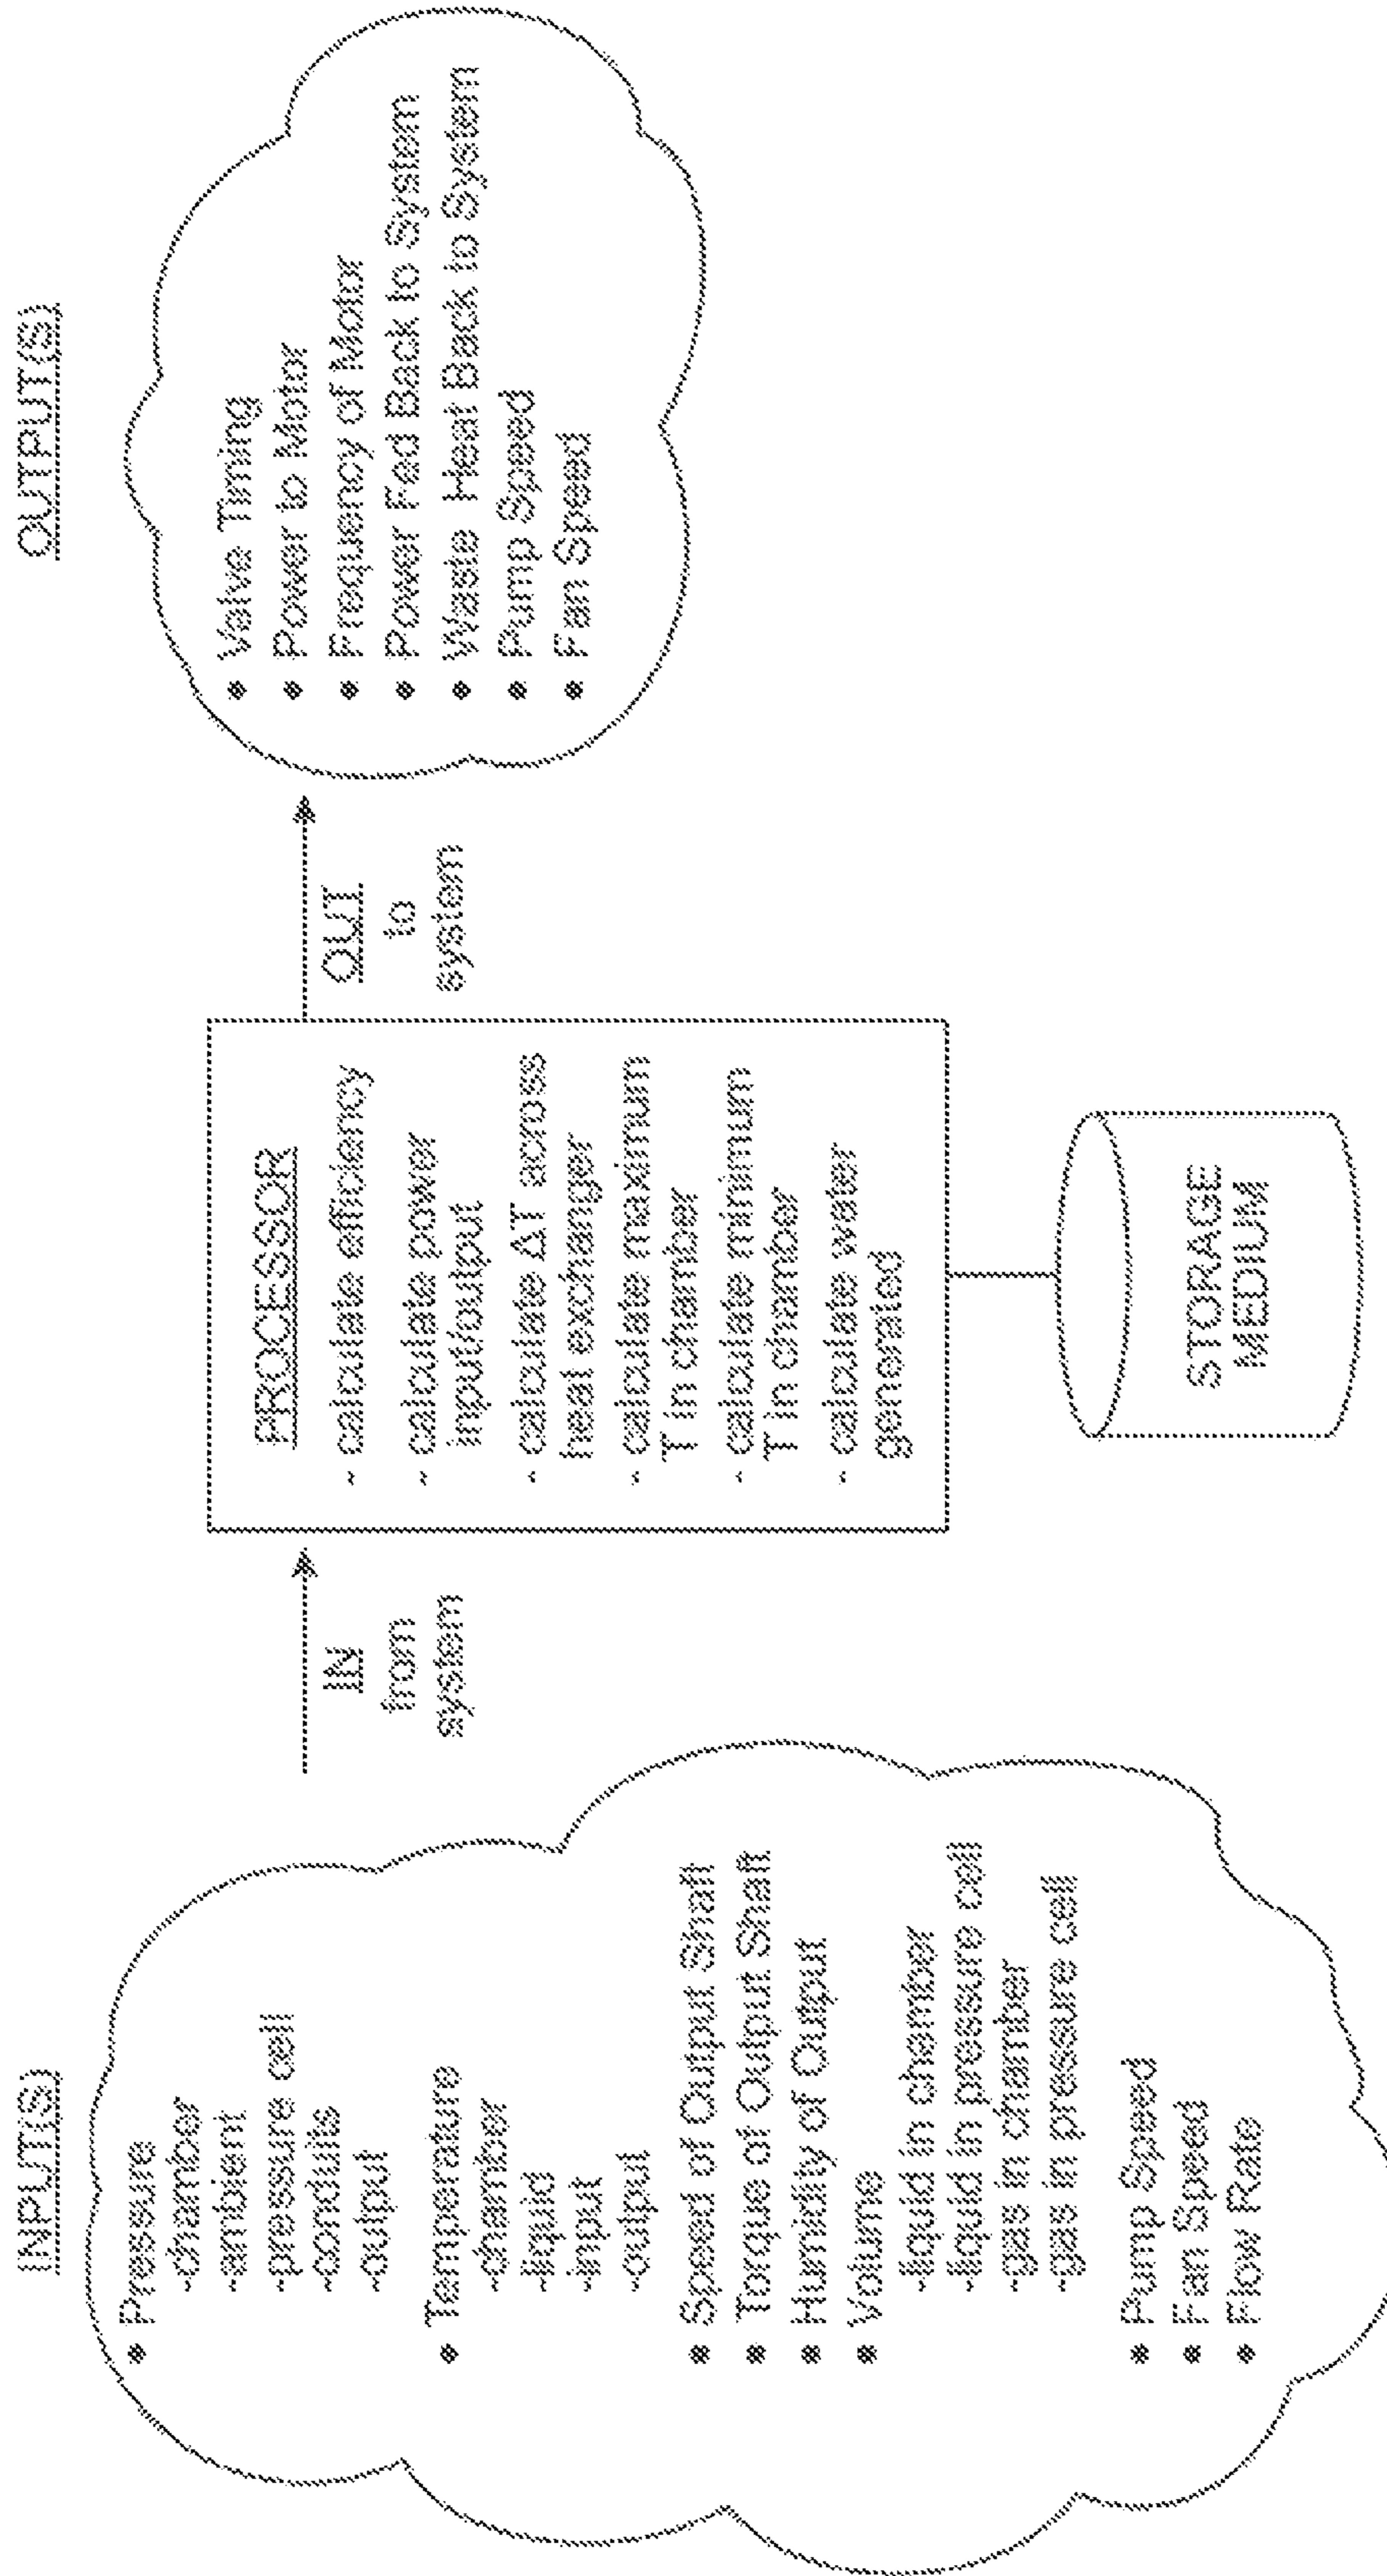 INPUT(S)
• Pressure
-chamber
-ambient
-pressure cell
-conduits
-output
• Temperature
-chamber
-liquid
-input
-output
• Speed of Output Shaft
• Torque of Output Shaft
• Humidity of Output
• Volume
-liquid in chamber
-liquid in pressure cell
-gas in chamber
-gas in pressure cell
• Pump Speed
• Fan Speed
• Flow Rate
IN
from
system
PROCESSOR
- calculate efficiency
- calculate power
input/output
- calculate ΔT across
heat exchanger
- calculate maximum
T in chamber
- calculate minimum
T in chamber
- calculate water
generated
STORAGE
MEDIUM
OUT
to
system
OUTPUT(S)
• Valve Timing
• Power to Motor
• Frequency of Motor
• Power Fed Back to System
• Waste Heat Back to System
• Pump Speed
• Fan Speed